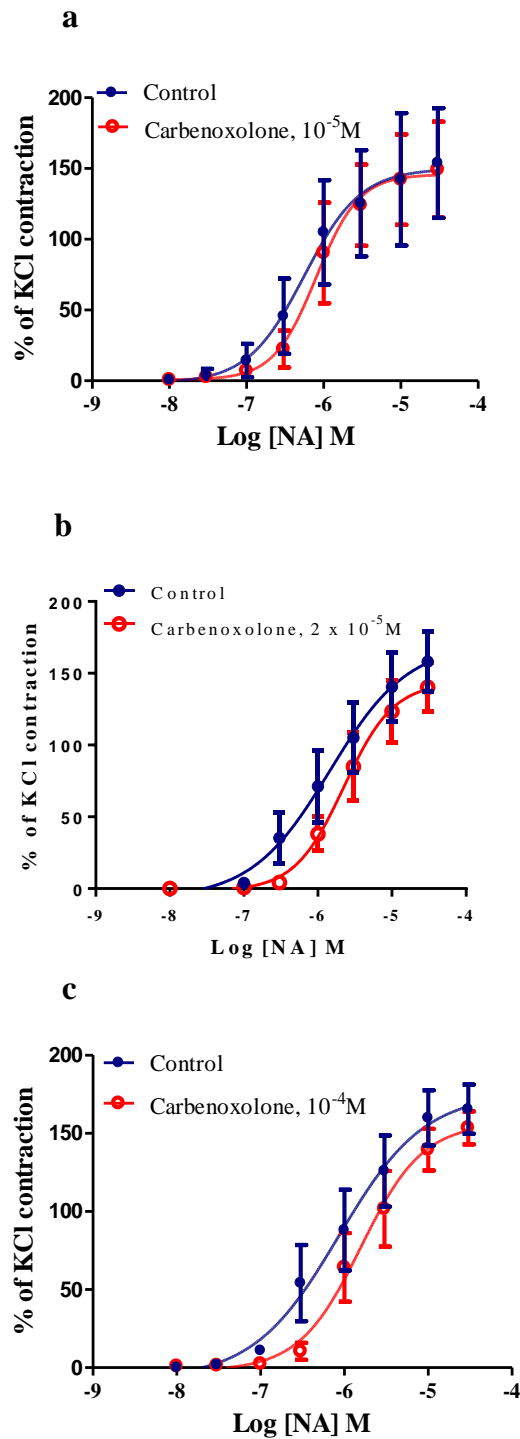 a
Control
Carbenoxolone, 10⁻⁵M
% of KCl contraction
200
150
100
50
0
-9 -8 -7 -6 -5 -4
Log [NA] M
b
Control
Carbenoxolone, 2 x 10⁻⁵M
% of KCl contraction
200
150
100
50
0
-9 -8 -7 -6 -5 -4
Log [NA] M
c
Control
Carbenoxolone, 10⁻⁴M
% of KCl contraction
200
150
100
50
0
-9 -8 -7 -6 -5 -4
Log [NA] M